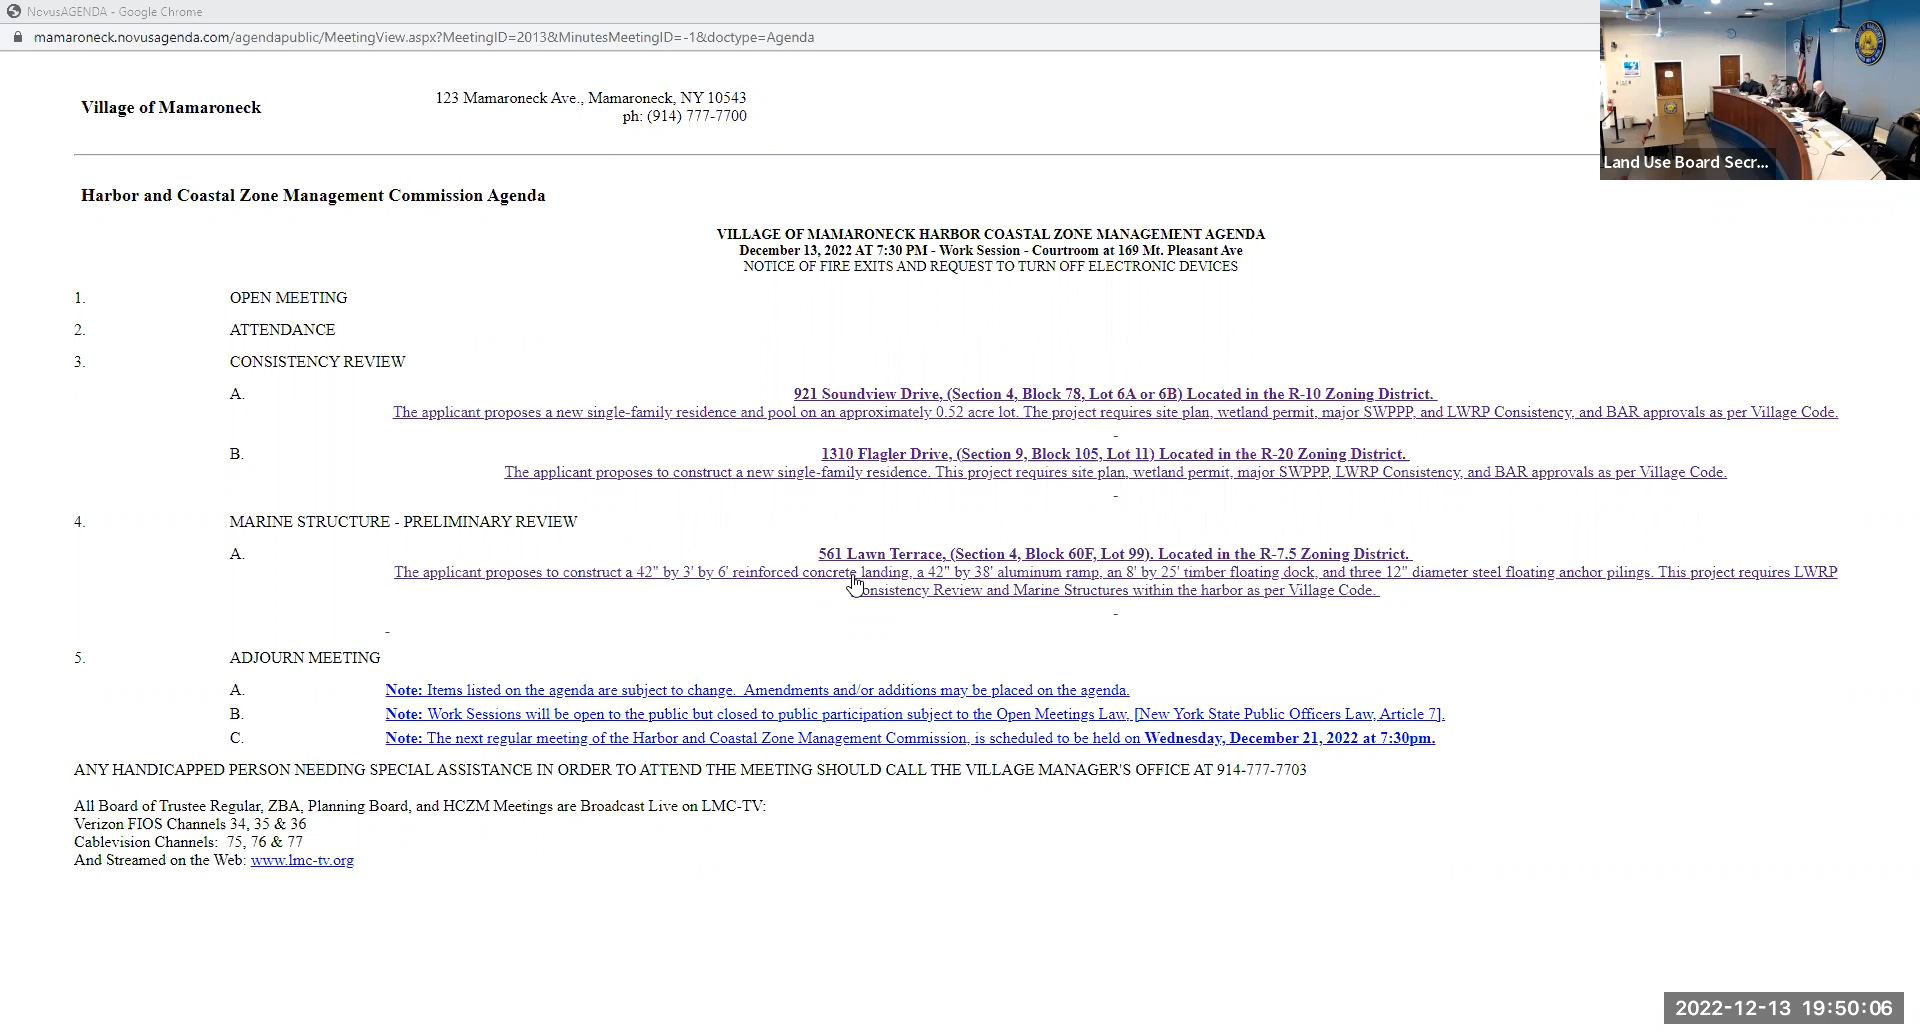 NovusAGENDA - Google Chrome
mamaroneck.novusagenda.com/agendapublic/MeetingView.aspx?MeetingID=2013&MinutesMeetingID=-1&doctype=Agenda
Village of Mamaroneck
123 Mamaroneck Ave., Mamaroneck, NY 10543
ph: (914) 777-7700
Land Use Board Secr...
Harbor and Coastal Zone Management Commission Agenda
VILLAGE OF MAMARONECK HARBOR COASTAL ZONE MANAGEMENT AGENDA
December 13, 2022 AT 7:30 PM - Work Session - Courtroom at 169 Mt. Pleasant Ave
NOTICE OF FIRE EXITS AND REQUEST TO TURN OFF ELECTRONIC DEVICES
1. OPEN MEETING
2. ATTENDANCE
3. CONSISTENCY REVIEW
A. 921 Soundview Drive, (Section 4, Block 78, Lot 6A or 6B) Located in the R-10 Zoning District.
The applicant proposes a new single-family residence and pool on an approximately 0.52 acre lot. The project requires site plan, wetland permit, major SWPPP, and LWRP Consistency, and BAR approvals as per Village Code.
B. 1310 Flagler Drive, (Section 9, Block 105, Lot 11) Located in the R-20 Zoning District.
The applicant proposes to construct a new single-family residence. This project requires site plan, wetland permit, major SWPPP, LWRP Consistency, and BAR approvals as per Village Code.
4. MARINE STRUCTURE - PRELIMINARY REVIEW
A. 561 Lawn Terrace, (Section 4, Block 60F, Lot 99). Located in the R-7.5 Zoning District.
The applicant proposes to construct a 42" by 3' by 6' reinforced concrete landing, a 42" by 38' aluminum ramp, an 8' by 25' timber floating dock, and three 12" diameter steel floating anchor pilings. This project requires LWRP
Consistency Review and Marine Structures within the harbor as per Village Code.
5. ADJOURN MEETING
A. Note: Items listed on the agenda are subject to change. Amendments and/or additions may be placed on the agenda.
B. Note: Work Sessions will be open to the public but closed to public participation subject to the Open Meetings Law, [New York State Public Officers Law, Article 7].
C. Note: The next regular meeting of the Harbor and Coastal Zone Management Commission, is scheduled to be held on Wednesday, December 21, 2022 at 7:30pm.
ANY HANDICAPPED PERSON NEEDING SPECIAL ASSISTANCE IN ORDER TO ATTEND THE MEETING SHOULD CALL THE VILLAGE MANAGER'S OFFICE AT 914-777-7703
All Board of Trustee Regular, ZBA, Planning Board, and HCZM Meetings are Broadcast Live on LMC-TV:
Verizon FIOS Channels 34, 35 & 36
Cablevision Channels: 75, 76 & 77
And Streamed on the Web: www.lmc-tv.org
2022-12-13 19:50:06